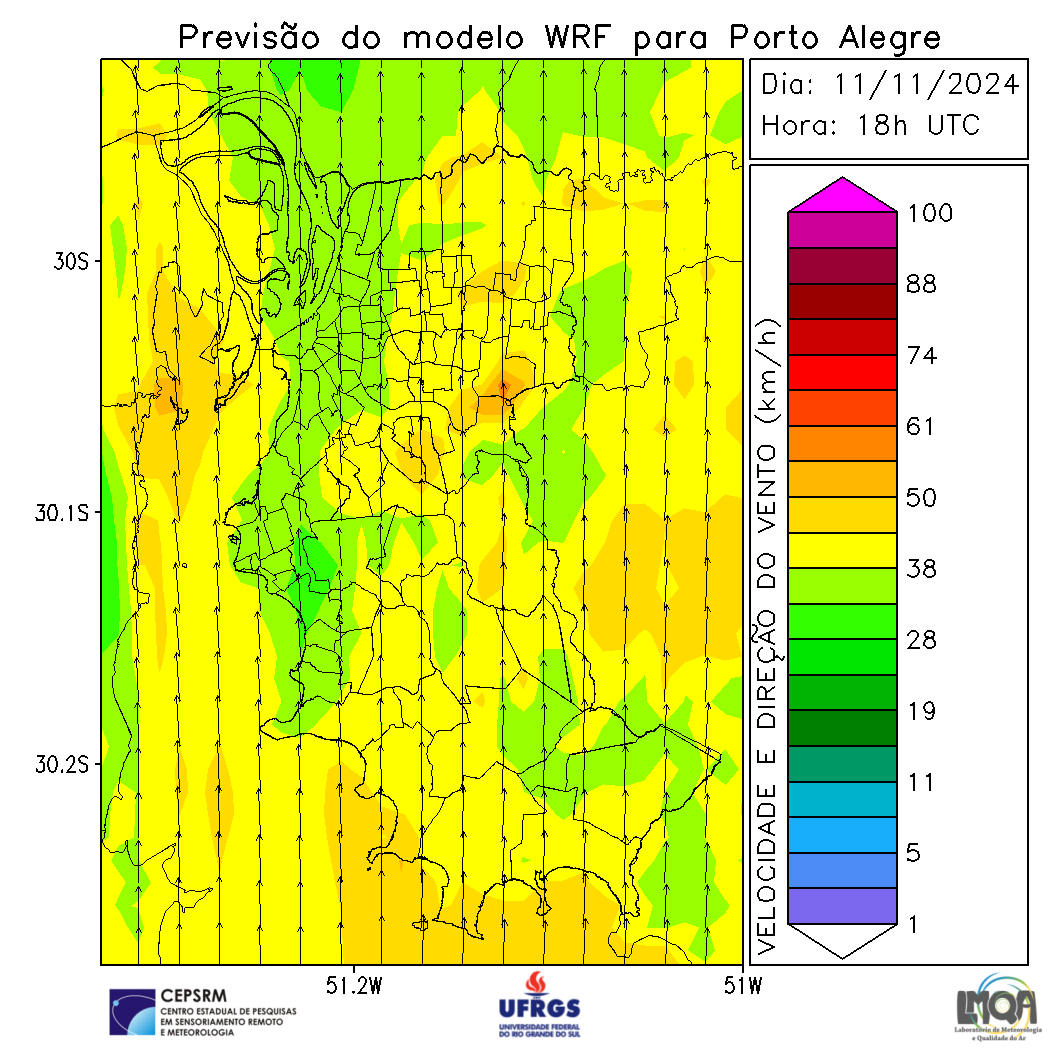 Previsão do modelo WRF para Porto Alegre
Dia: 11/11/2024
Hora: 18h UTC
30S
30.1S
30.2S
51.2W
51W
VELOCIDADE E DIREÇÃO DO VENTO (km/h)
100
88
74
61
50
38
28
19
11
5
1
CEPSRM
CENTRO ESTADUAL DE PESQUISAS
EM SENSORIAMENTO REMOTO
E METEOROLOGIA
UFRGS
UNIVERSIDADE FEDERAL
DO RIO GRANDE DO SUL
LMQA
Laboratório de Meteorologia
e Qualidade do Ar